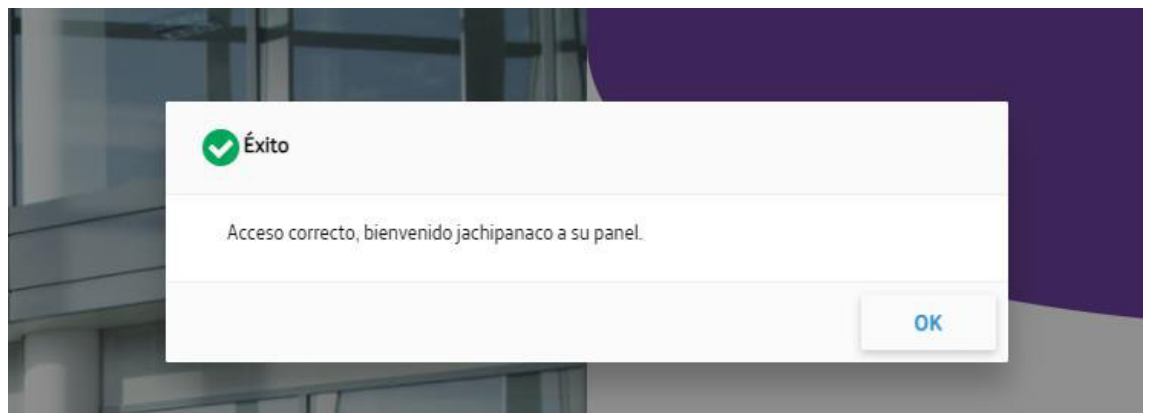 Éxito
Acceso correcto, bienvenido jachipanaco a su panel.
OK